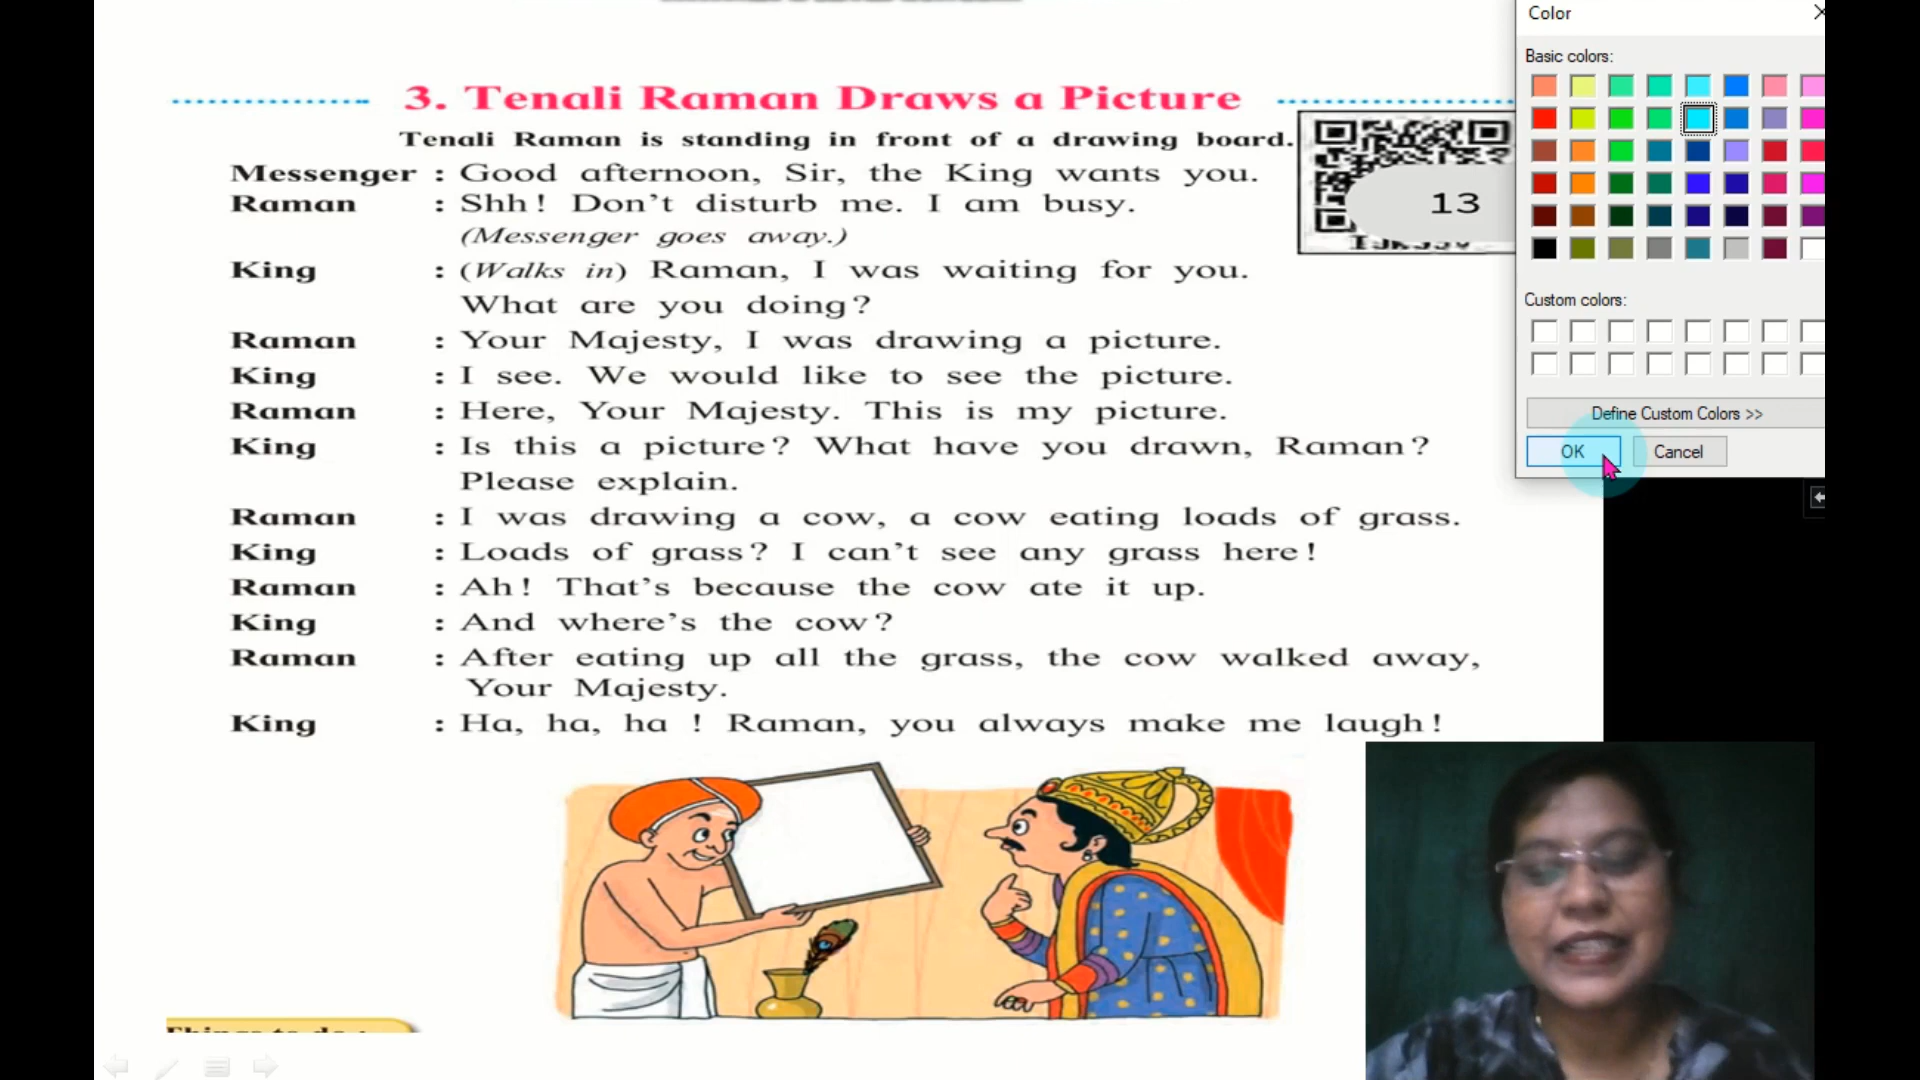 3. Tenali Raman Draws a Picture
Tenali Raman is standing in front of a drawing board.
Messenger : Good afternoon, Sir, the King wants you.
Raman : Shh! Don't disturb me. I am busy.
(Messenger goes away.)
King : (Walks in) Raman, I was waiting for you.
What are you doing?
Raman : Your Majesty, I was drawing a picture.
King : I see. We would like to see the picture.
Raman : Here, Your Majesty. This is my picture.
King : Is this a picture? What have you drawn, Raman?
Please explain.
Raman : I was drawing a cow, a cow eating loads of grass.
King : Loads of grass? I can't see any grass here!
Raman : Ah! That's because the cow ate it up.
King : And where's the cow?
Raman : After eating up all the grass, the cow walked away,
Your Majesty.
King : Ha, ha, ha ! Raman, you always make me laugh!
13
Color
Basic colors:
Custom colors:
Define Custom Colors >>
OK
Cancel
Things to do :